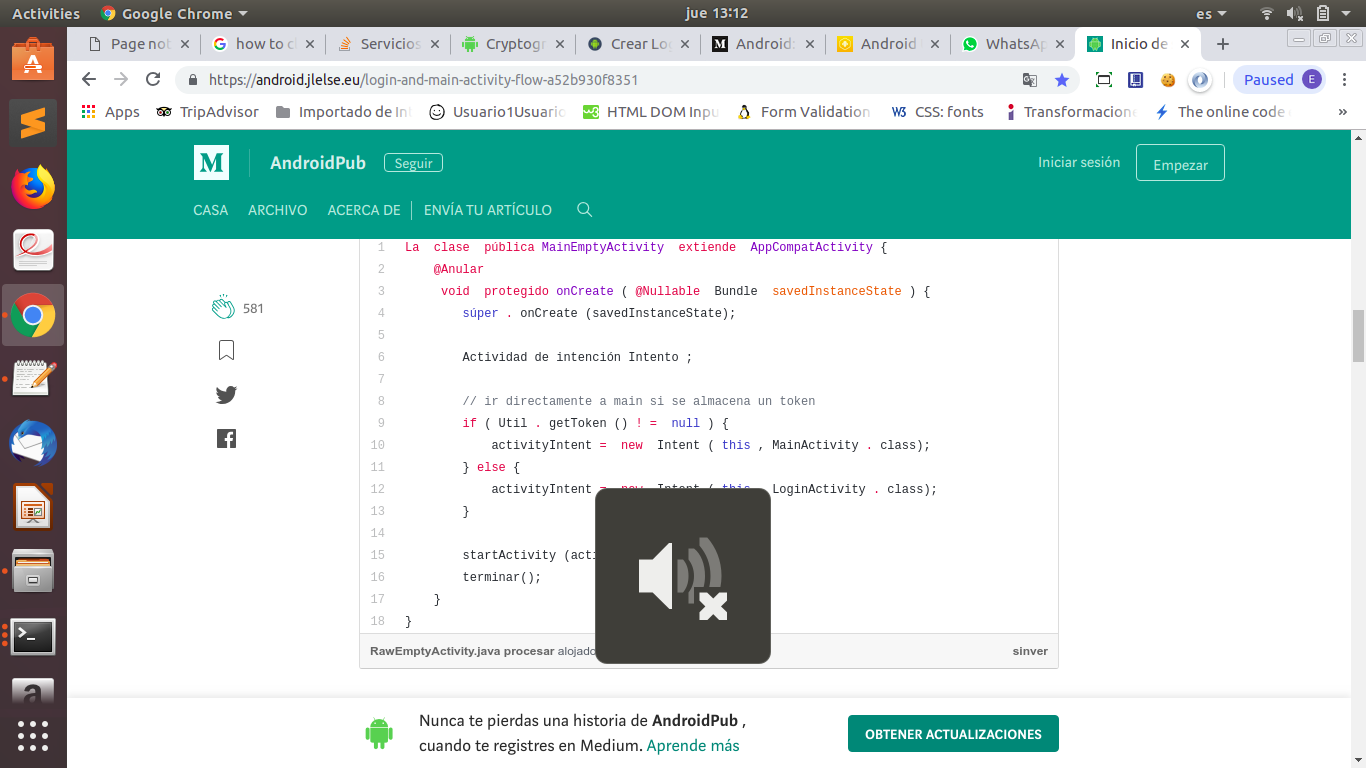 Activities Google Chrome jue 13:12 es
Page not how to cl Servicios Cryptogr Crear Log Android: Android WhatsAp Inicio de
https://android.jlelse.eu/login-and-main-activity-flow-a52b930f8351 Paused E
Apps TripAdvisor Importado de Int Usuario1Usuario HTML DOM Inpu Form Validation W3 CSS: fonts Transformacione The online code »
M AndroidPub Seguir Iniciar sesión Empezar
CASA ARCHIVO ACERCA DE ENVÍA TU ARTÍCULO
581
1 La clase pública MainEmptyActivity extiende AppCompatActivity {
2 @Anular
3 void protegido onCreate ( @Nullable Bundle savedInstanceState ) {
4 súper . onCreate (savedInstanceState);
5
6 Actividad de intención Intento ;
7
8 // ir directamente a main si se almacena un token
9 if ( Util . getToken () ! = null ) {
10 activityIntent = new Intent ( this , MainActivity . class);
11 } else {
12 activityIntent = new Intent ( this , LoginActivity . class);
13 }
14
15 startActivity (acti
16 terminar();
17 }
18 }
RawEmptyActivity.java procesar alojado sinver
Nunca te pierdas una historia de AndroidPub ,
cuando te registres en Medium. Aprende más
OBTENER ACTUALIZACIONES